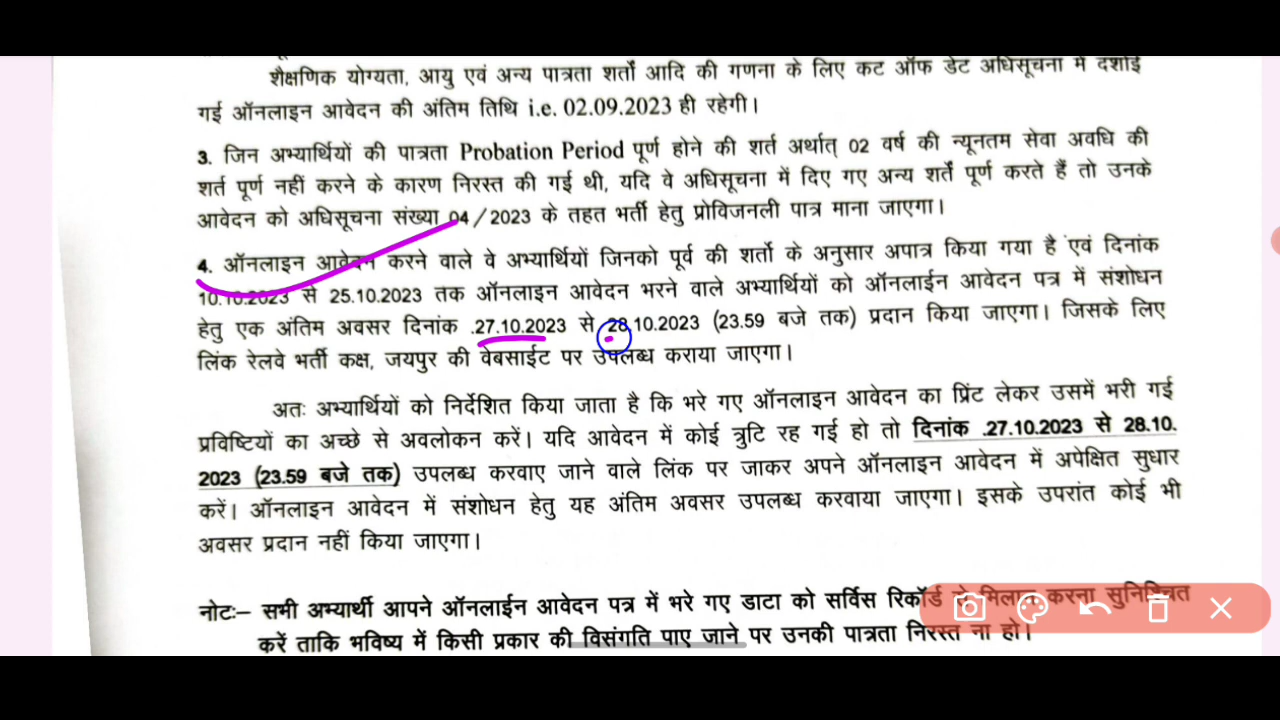 शैक्षणिक योग्यता, आयु एवं अन्य पात्रता शर्तों आदि की गणना के लिए कट ऑफ डेट अधिसूचना में दर्शाई
गई ऑनलाइन आवेदन की अंतिम तिथि i.e. 02.09.2023 ही रहेगी।
3. जिन अभ्यार्थियों की पात्रता Probation Period पूर्ण होने की शर्त अर्थात् 02 वर्ष की न्यूनतम सेवा अवधि की
शर्त पूर्ण नहीं करने के कारण निरस्त की गई थी, यदि वे अधिसूचना में दिए गए अन्य शर्तें पूर्ण करते हैं तो उनके
आवेदन को अधिसूचना संख्या 04/2023 के तहत भर्ती हेतु प्रोविजनली पात्र माना जाएगा।
4. ऑनलाइन आवेदन करने वाले वे अभ्यार्थियों जिनको पूर्व की शर्तो के अनुसार अपात्र किया गया है एवं दिनांक
10.10.2023 से 25.10.2023 तक ऑनलाइन आवेदन भरने वाले अभ्यार्थियों को ऑनलाईन आवेदन पत्र में संशोधन
हेतु एक अंतिम अवसर दिनांक .27.10.2023 से 28.10.2023 (23.59 बजे तक) प्रदान किया जाएगा। जिसके लिए
लिंक रेलवे भर्ती कक्ष, जयपुर की वेबसाईट पर उपलब्ध कराया जाएगा।
अतः अभ्यार्थियों को निर्देशित किया जाता है कि भरे गए ऑनलाइन आवेदन का प्रिंट लेकर उसमें भरी गई
प्रविष्टियों का अच्छे से अवलोकन करें। यदि आवेदन में कोई त्रुटि रह गई हो तो दिनांक .27.10.2023 से 28.10.
2023 (23.59 बजे तक) उपलब्ध करवाए जाने वाले लिंक पर जाकर अपने ऑनलाइन आवेदन में अपेक्षित सुधार
करें। ऑनलाइन आवेदन में संशोधन हेतु यह अंतिम अवसर उपलब्ध करवाया जाएगा। इसके उपरांत कोई भी
अवसर प्रदान नहीं किया जाएगा।
नोटः– सभी अभ्यार्थी आपने ऑनलाईन आवेदन पत्र में भरे गए डाटा को सर्विस रिकॉर्ड से मिलान करना सुनिश्चित
करें ताकि भविष्य में किसी प्रकार की विसंगति पाए जाने पर उनकी पात्रता निरस्त ना हो।